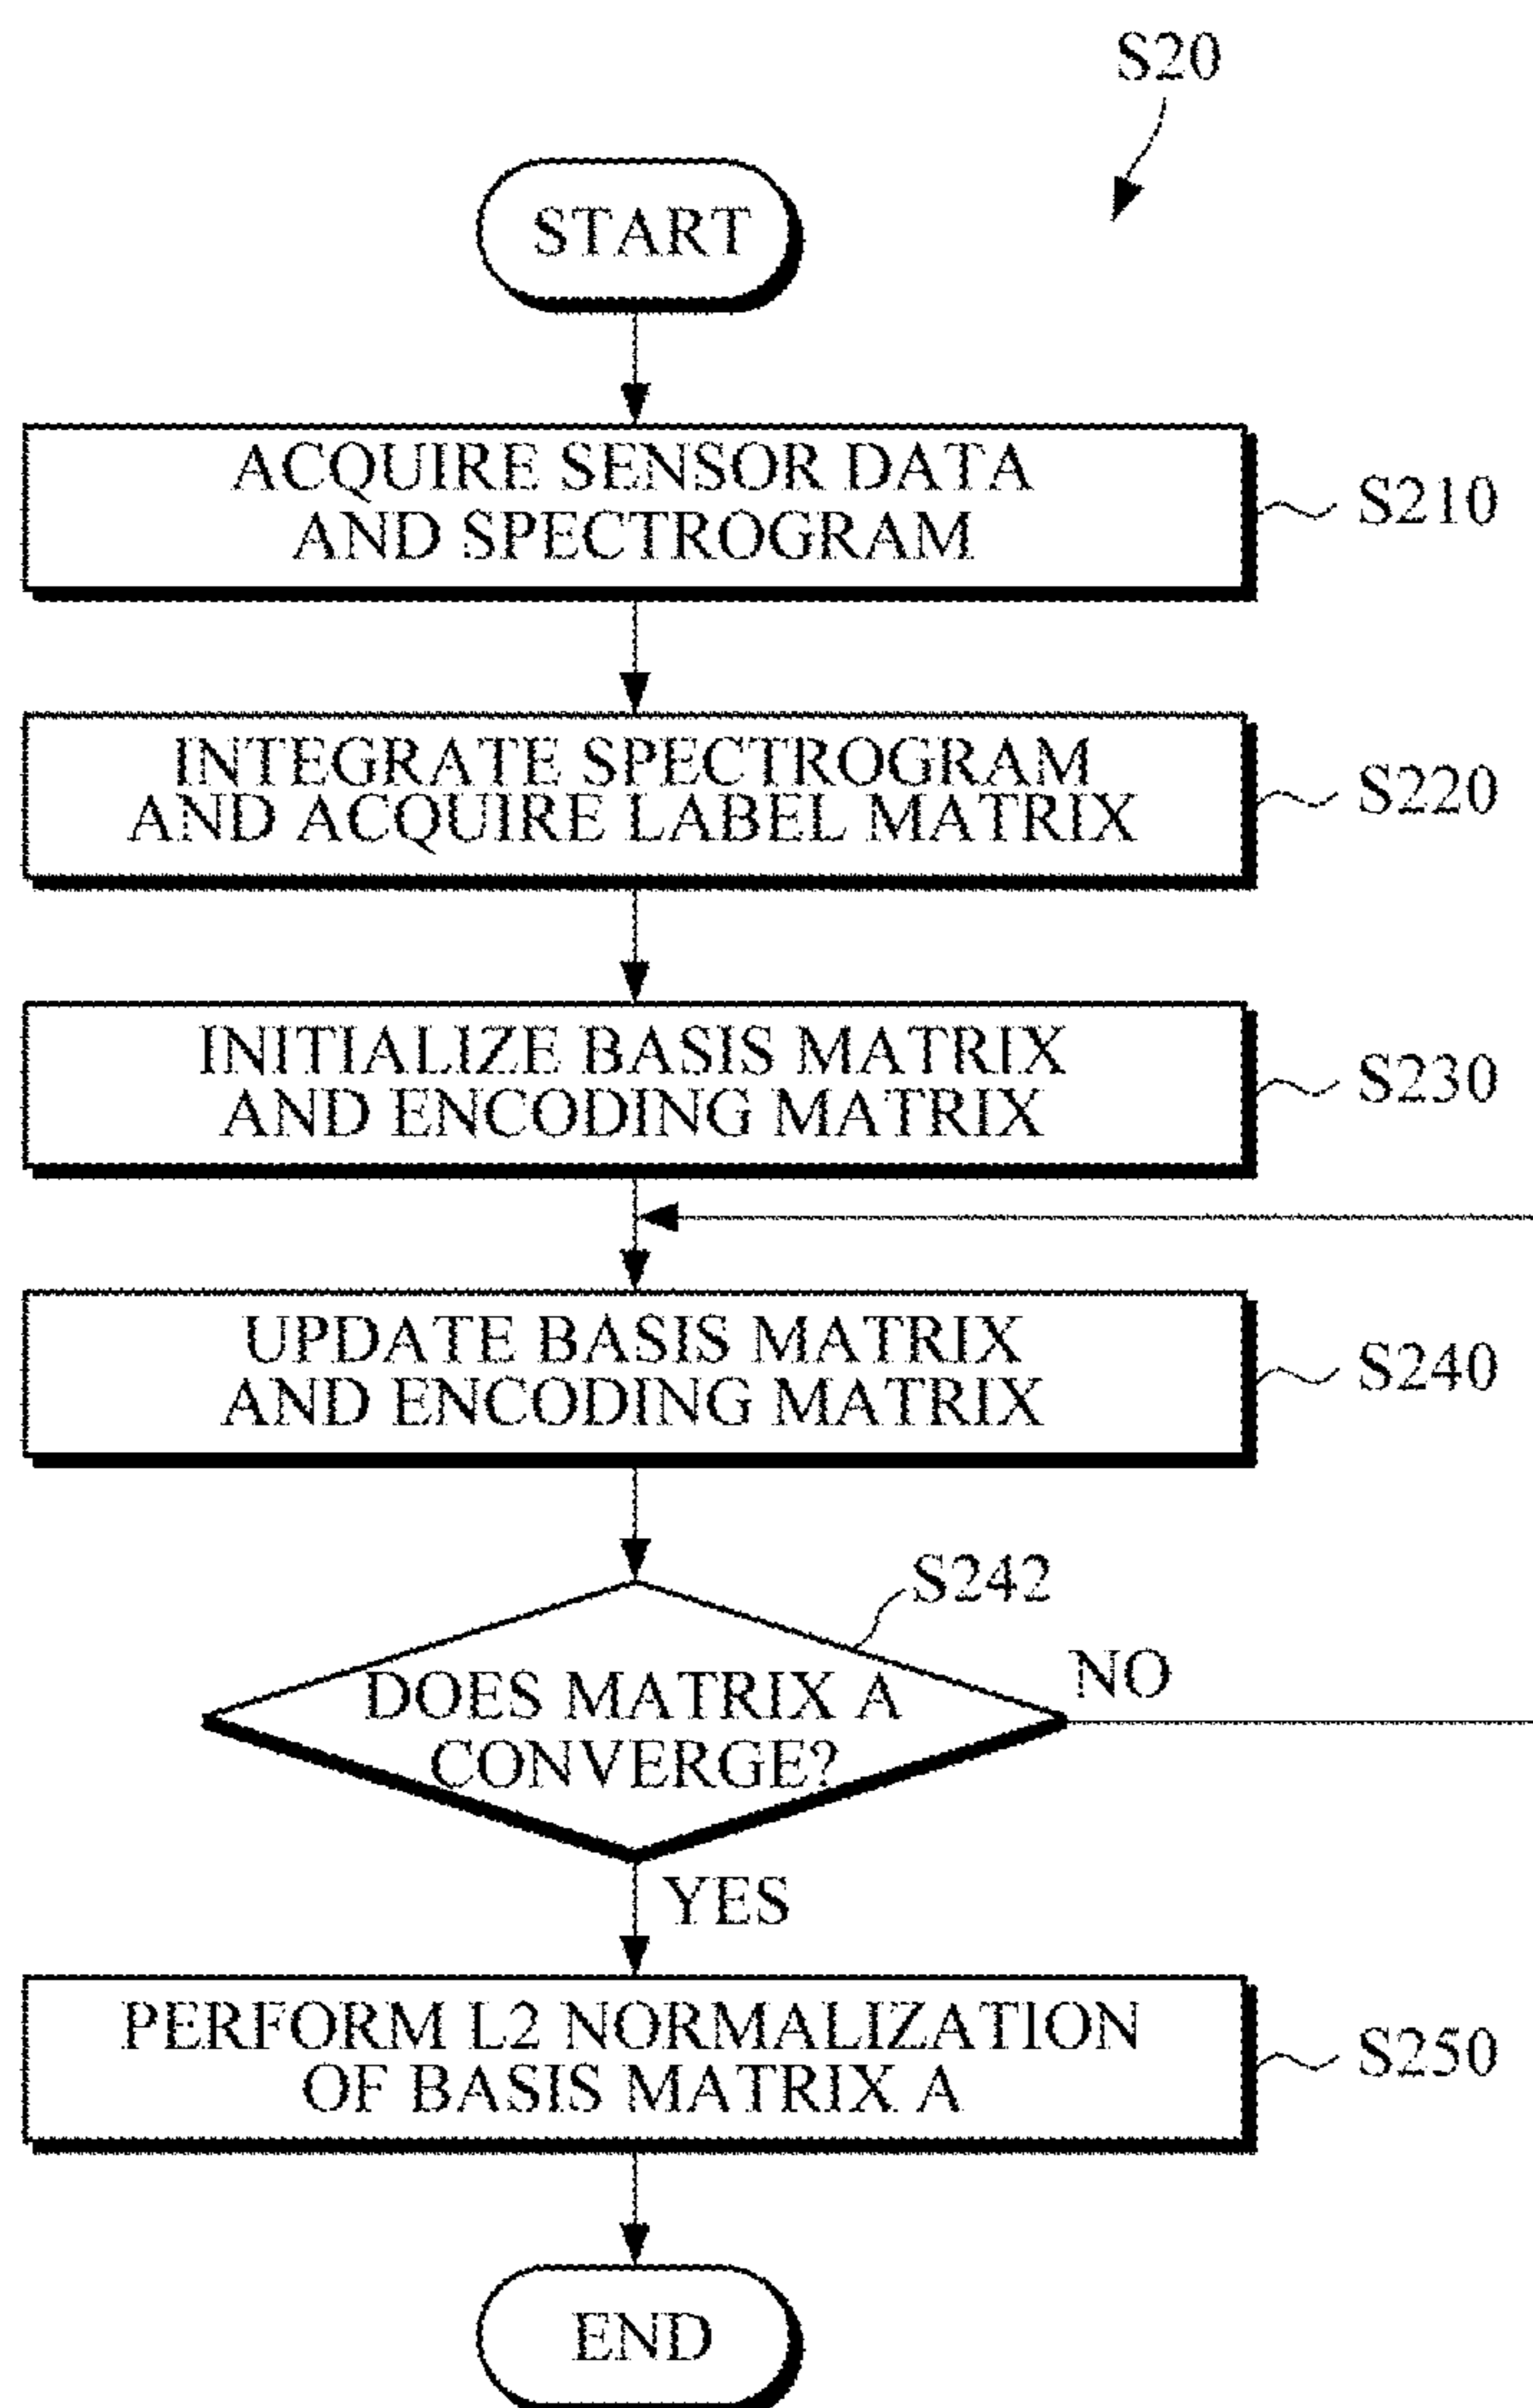 S20
START
ACQUIRE SENSOR DATA
AND SPECTROGRAM
S210
INTEGRATE SPECTROGRAM
AND ACQUIRE LABEL MATRIX
S220
INITIALIZE BASIS MATRIX
AND ENCODING MATRIX
S230
UPDATE BASIS MATRIX
AND ENCODING MATRIX
S240
S242
DOES MATRIX A
CONVERGE?
NO
YES
PERFORM L2 NORMALIZATION
OF BASIS MATRIX A
S250
END